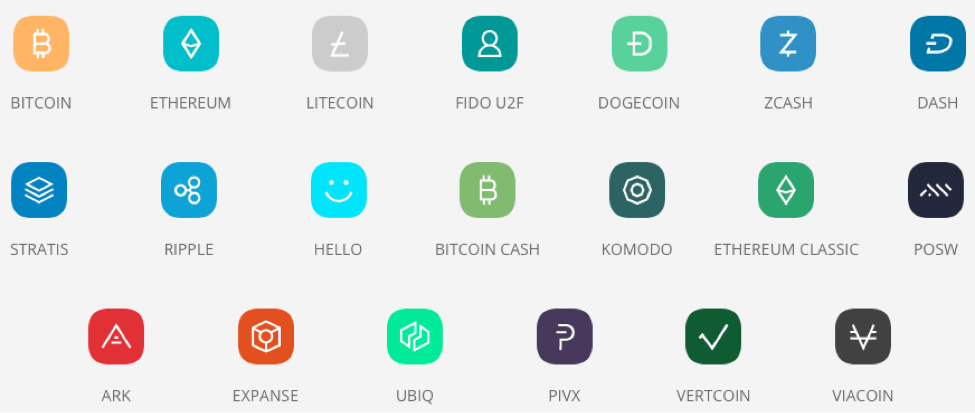 BITCOIN ETHEREUM LITECOIN FIDO U2F DOGECOIN ZCASH DASH
STRATIS RIPPLE HELLO BITCOIN CASH KOMODO ETHEREUM CLASSIC POSW
ARK EXPANSE UBIQ PIVX VERTCOIN VIACOIN